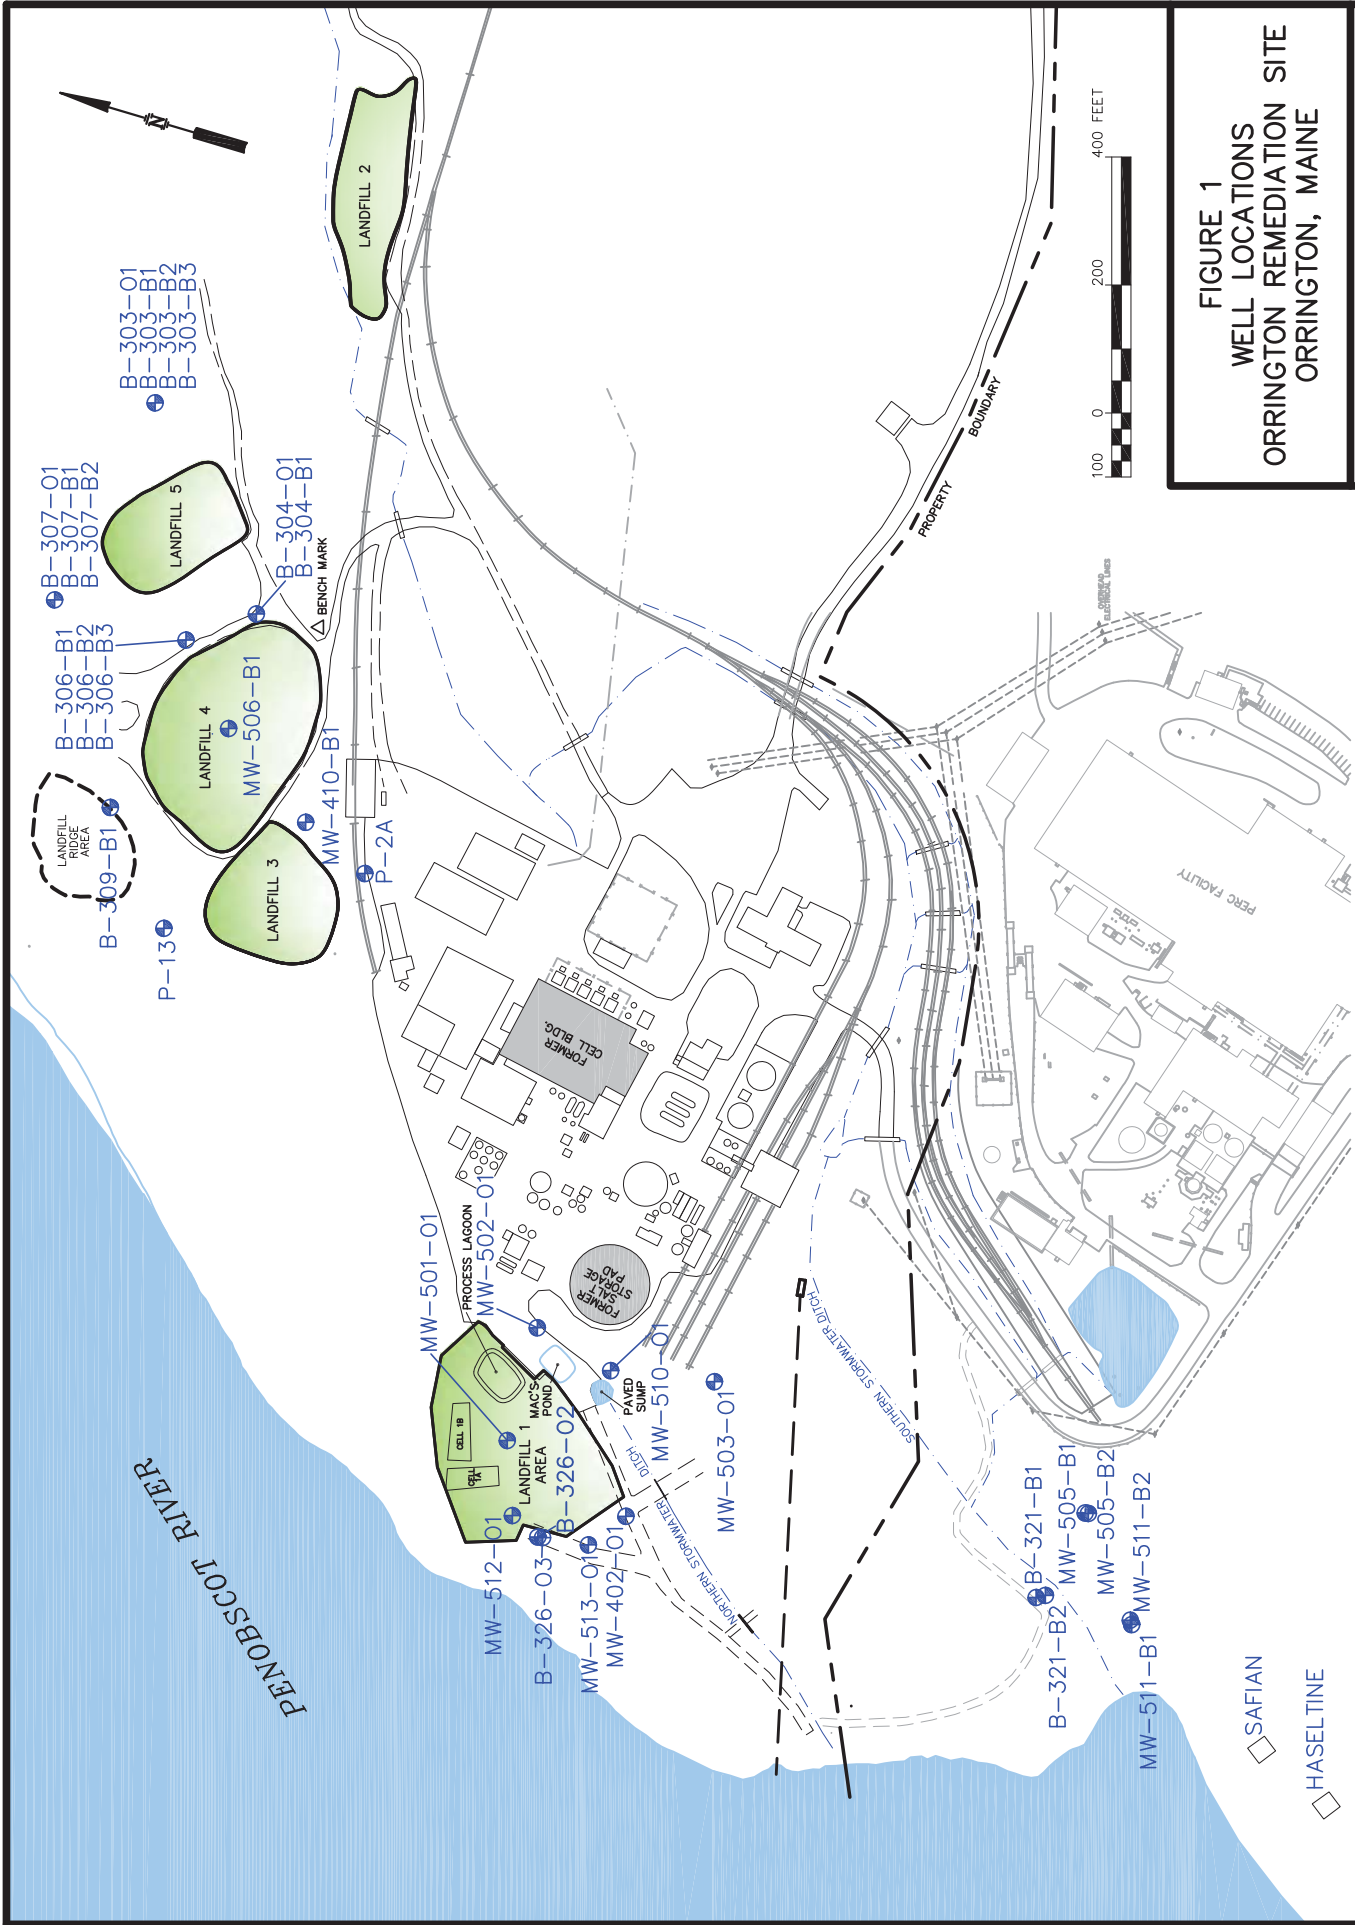 FIGURE 1
WELL LOCATIONS
ORRINGTON REMEDIATION SITE
ORRINGTON, MAINE
100
0
200
400 FEET
N
PENOBSCOT RIVER
LANDFILL
RIDGE
AREA
B-309-B1
P-13
B-306-B1
B-306-B2
B-306-B3
B-307-01
B-307-B1
B-307-B2
B-303-01
B-303-B1
B-303-B2
B-303-B3
LANDFILL 5
B-304-01
B-304-B1
BENCH MARK
LANDFILL 2
LANDFILL 4
MW-506-B1
LANDFILL 3
MW-410-B1
P-2A
FORMER
CELL BLDG.
FORMER
SALT
STORAGE
PAD
PROCESS LAGOON
MW-501-01
MW-502-01
CELL 1B
CELL
1A
LANDFILL 1
AREA
MAC'S
POND
B-326-02
PAVED
SUMP
MW-510-01
MW-503-01
MW-512-01
B-326-03
MW-513-01
MW-402-01
NORTHERN STORMWATER DITCH
SOUTHERN STORMWATER DITCH
PROPERTY BOUNDARY
OVERHEAD
ELECTRICAL LINES
PERC FACILITY
B-321-B1
B-321-B2
MW-505-B1
MW-505-B2
MW-511-B2
MW-511-B1
SAFIAN
HASELTINE